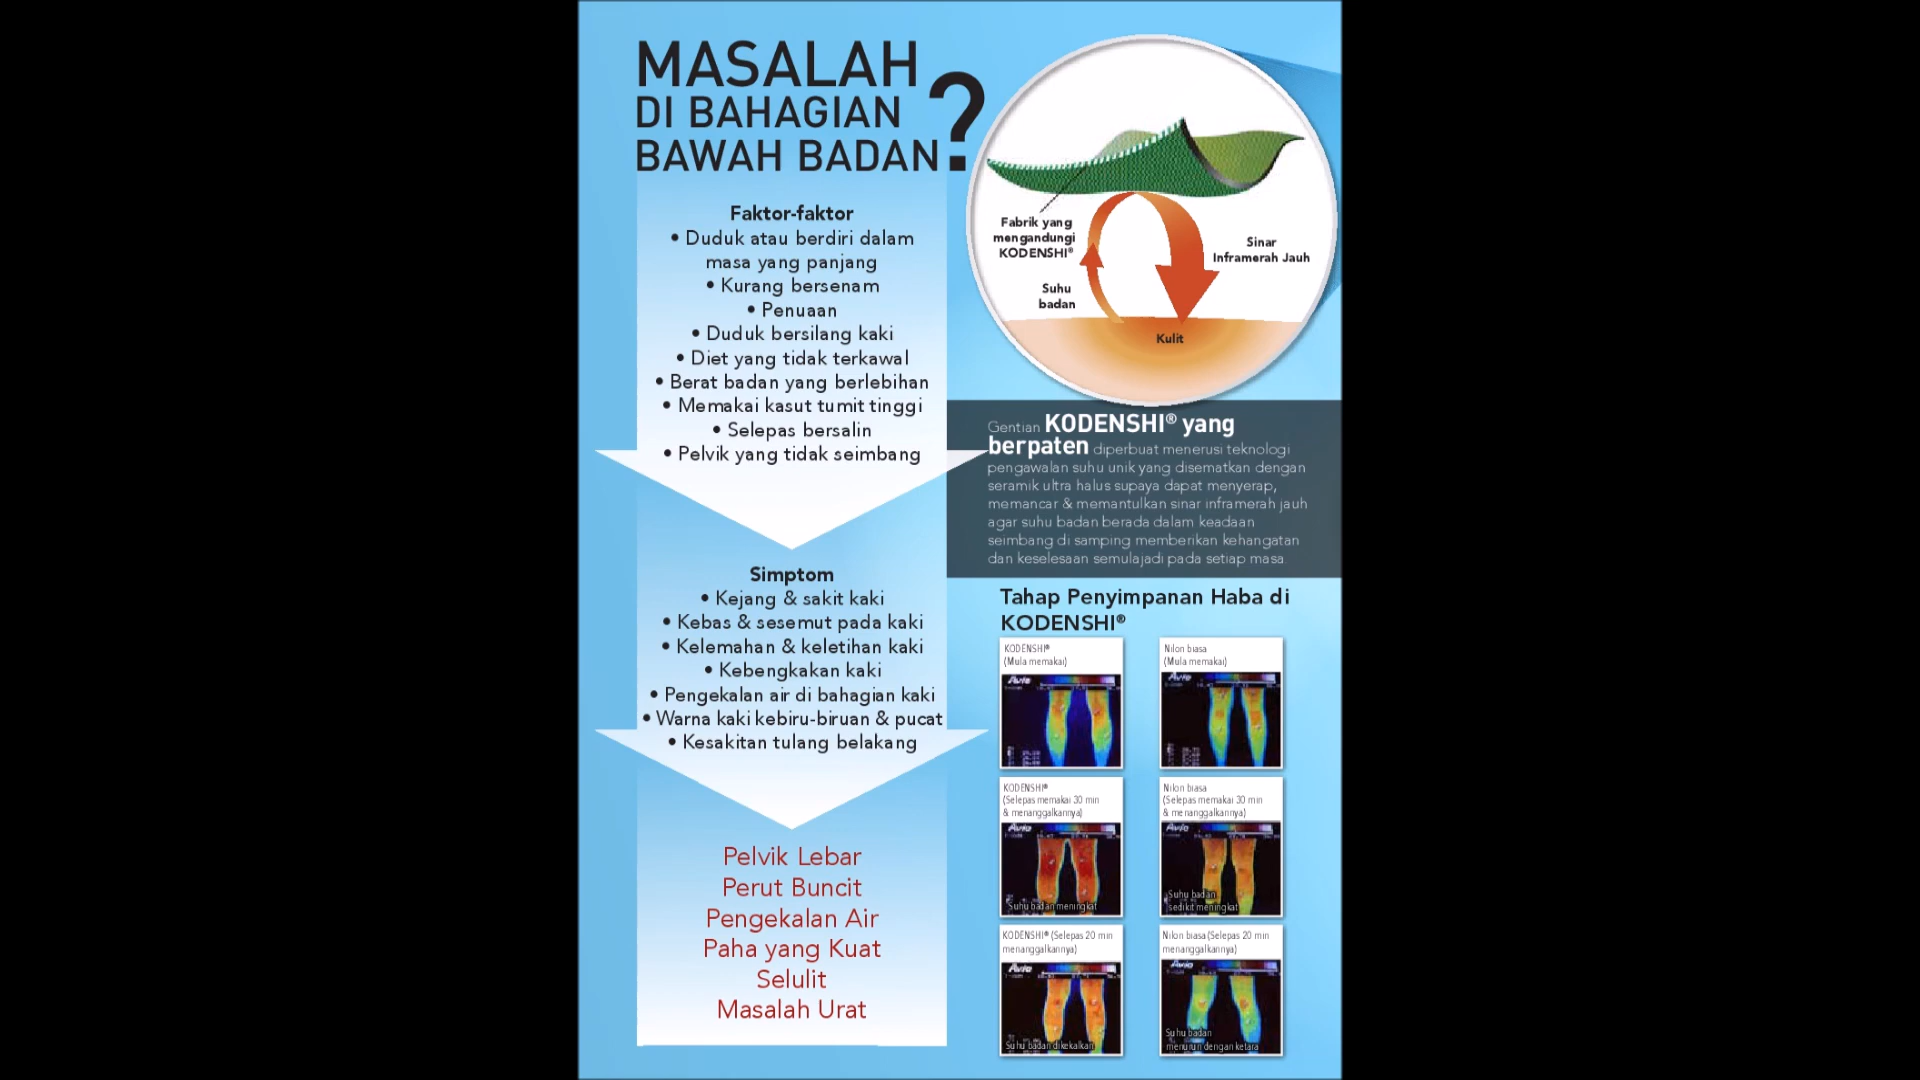 MASALAH
DI BAHAGIAN
BAWAH BADAN?
Faktor-faktor
• Duduk atau berdiri dalam
masa yang panjang
• Kurang bersenam
• Penuaan
• Duduk bersilang kaki
• Diet yang tidak terkawal
• Berat badan yang berlebihan
• Memakai kasut tumit tinggi
• Selepas bersalin
• Pelvik yang tidak seimbang
Simptom
• Kejang & sakit kaki
• Kebas & sesemut pada kaki
• Kelemahan & keletihan kaki
• Kebengkakan kaki
• Pengekalan air di bahagian kaki
• Warna kaki kebiru-biruan & pucat
• Kesakitan tulang belakang
Pelvik Lebar
Perut Buncit
Pengekalan Air
Paha yang Kuat
Selulit
Masalah Urat
Fabrik yang
mengandungi
KODENSHI®
Sinar
Inframerah Jauh
Suhu
badan
Kulit
Gentian KODENSHI® yang
berpaten diperbuat menerusi teknologi
pengawalan suhu unik yang disematkan dengan
seramik ultra halus supaya dapat menyerap,
memancar & memantulkan sinar inframerah jauh
agar suhu badan berada dalam keadaan
seimbang di samping memberikan kehangatan
dan keselesaan semulajadi pada setiap masa.
Tahap Penyimpanan Haba di
KODENSHI®
KODENSHI®
(Mula memakai)
Avio
Nilon biasa
(Mula memakai)
Avio
KODENSHI®
(Selepas memakai 30 min
& menanggalkannya)
Avio
Suhu badan meningkat
Nilon biasa
(Selepas memakai 30 min
& menanggalkannya)
Avio
Suhu badan
sedikit meningkat
KODENSHI® (Selepas 20 min
menanggalkannya)
Avio
Suhu badan dikekalkan
Nilon biasa (Selepas 20 min
menanggalkannya)
Avio
Suhu badan
menurun dengan ketara